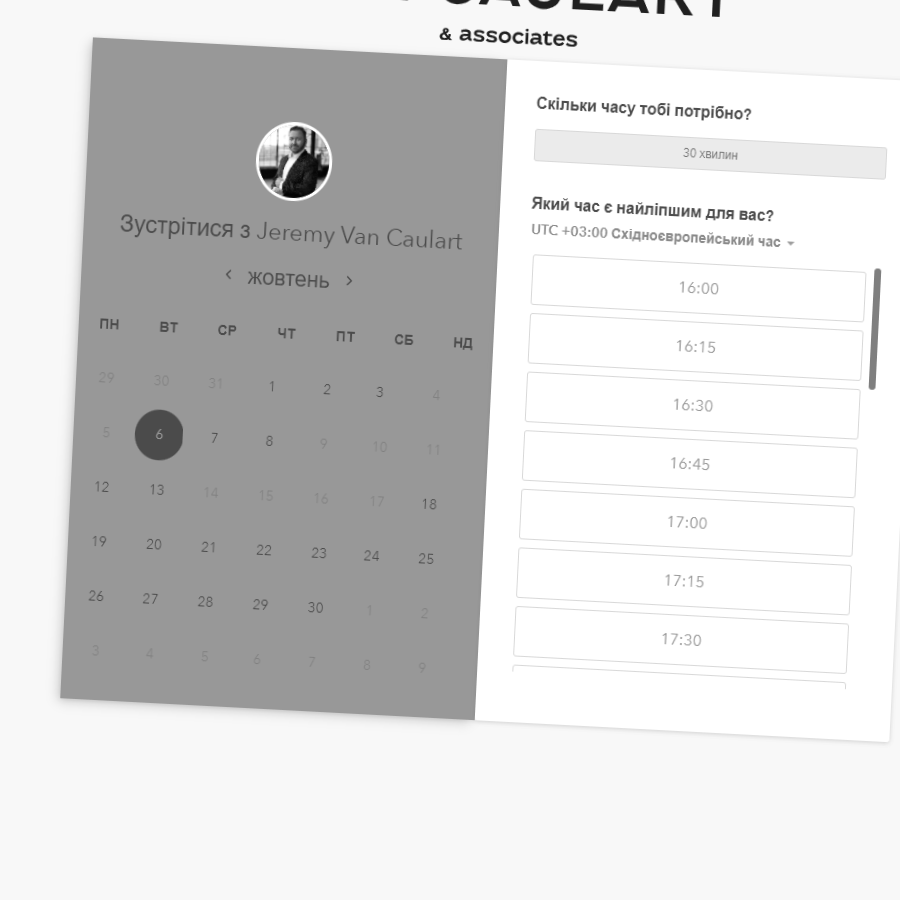 CAULART
& associates
Зустрітися з Jeremy Van Caulart
жовтень
ПН ВТ СР ЧТ ПТ СБ НД
29 30 31 1 2 3 4
5 6 7 8 9 10 11
12 13 14 15 16 17 18
19 20 21 22 23 24 25
26 27 28 29 30 1 2
3 4 5 6 7 8 9
Скільки часу тобі потрібно?
30 хвилин
Який час є найліпшим для вас?
UTC +03:00 Східноєвропейський час
16:00
16:15
16:30
16:45
17:00
17:15
17:30